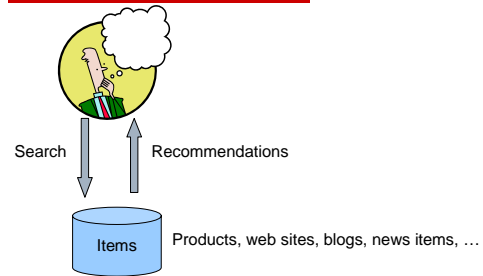 Search
Recommendations
Items
Products, web sites, blogs, news items, …